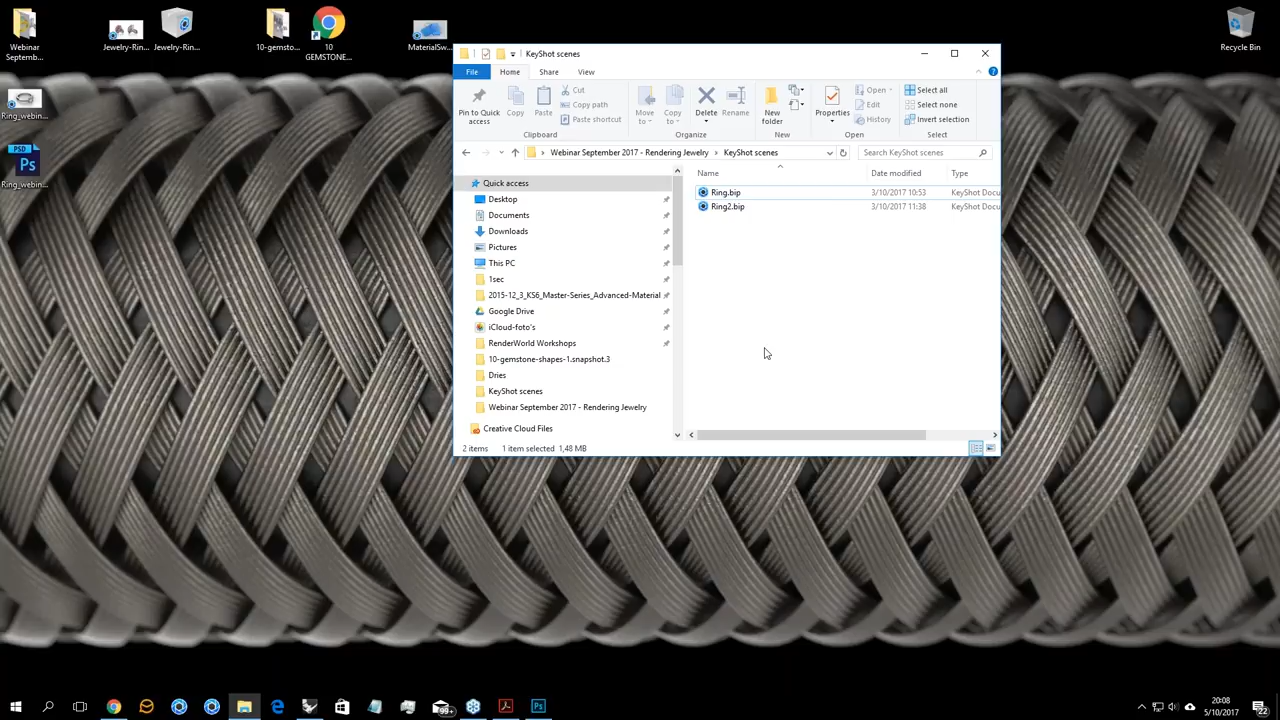 Webinar
Septemb...
Jewelry-Rin...
Jewelry-Rin...
10-gemsto...
10
GEMSTONE...
MaterialSw...
Recycle Bin
Ring_webin...
PSD
Ps
Ring_webin...
KeyShot scenes
File
Home
Share
View
Pin to Quick
access
Copy
Paste
Cut
Copy path
Paste shortcut
Clipboard
Move
to
Copy
to
Delete
Rename
Organize
New
folder
New
Properties
Open
Edit
History
Open
Select all
Select none
Invert selection
Select
Webinar September 2017 - Rendering Jewelry
KeyShot scenes
Search KeyShot scenes
Name
Date modified
Type
Ring.bip
3/10/2017 10:53
KeyShot Docu
Ring2.bip
3/10/2017 11:38
KeyShot Docu
Quick access
Desktop
Documents
Downloads
Pictures
This PC
1sec
2015-12_3_KS6_Master-Series_Advanced-Material
Google Drive
iCloud-foto's
RenderWorld Workshops
10-gemstone-shapes-1.snapshot.3
Dries
KeyShot scenes
Webinar September 2017 - Rendering Jewelry
Creative Cloud Files
2 items
1 item selected 1,48 MB
99+
Ps
20:08
5/10/2017
22